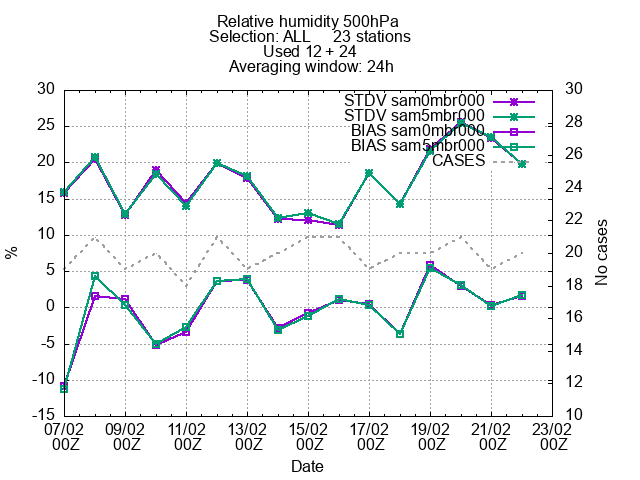 Relative humidity 500hPa
Selection: ALL 23 stations
Used 12 + 24
Averaging window: 24h
STDV sam0mbr000
STDV sam5mbr000
BIAS sam0mbr000
BIAS sam5mbr000
CASES
30
25
20
15
10
5
0
-5
-10
-15
%
30
28
26
24
22
20
18
16
14
12
10
No cases
07/02 09/02 11/02 13/02 15/02 17/02 19/02 21/02 23/02
00Z 00Z 00Z 00Z 00Z 00Z 00Z 00Z 00Z
Date